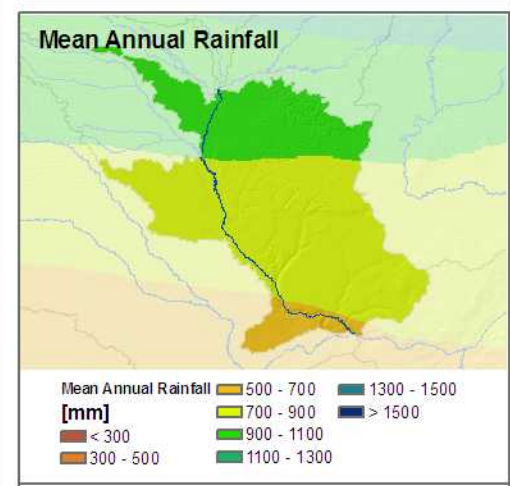 Mean Annual Rainfall
Mean Annual Rainfall
[mm]
< 300
300 - 500
500 - 700
700 - 900
900 - 1100
1100 - 1300
1300 - 1500
> 1500